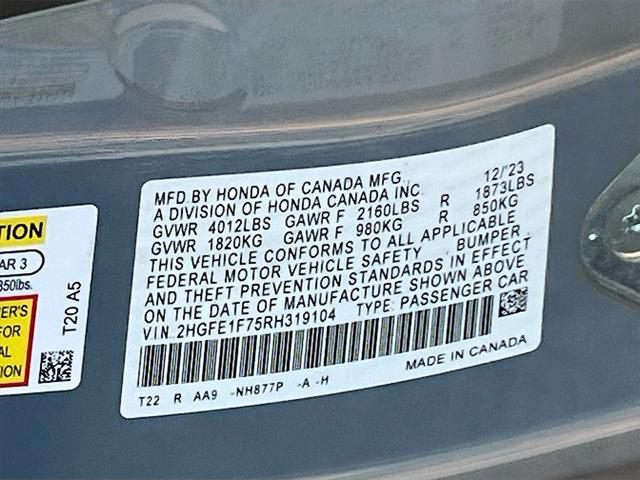 TION
AR 3
850lbs.
ER'S
FOR
AL
ION
T20 A5
MFD.BY HONDA OF CANADA MFG., 12/'23
A DIVISION OF HONDA CANADA INC.
GVWR 4012LBS GAWR F 2160LBS R 1873LBS
GVWR 1820KG GAWR F 980KG R 850KG
THIS VEHICLE CONFORMS TO ALL APPLICABLE
FEDERAL MOTOR VEHICLE SAFETY, BUMPER,
AND THEFT PREVENTION STANDARDS IN EFFECT
ON THE DATE OF MANUFACTURE SHOWN ABOVE
V.I.N. 2HGFE1F75RH319104 TYPE: PASSENGER CAR
MADE IN CANADA
T22 R AA9 -NH877P -A -H